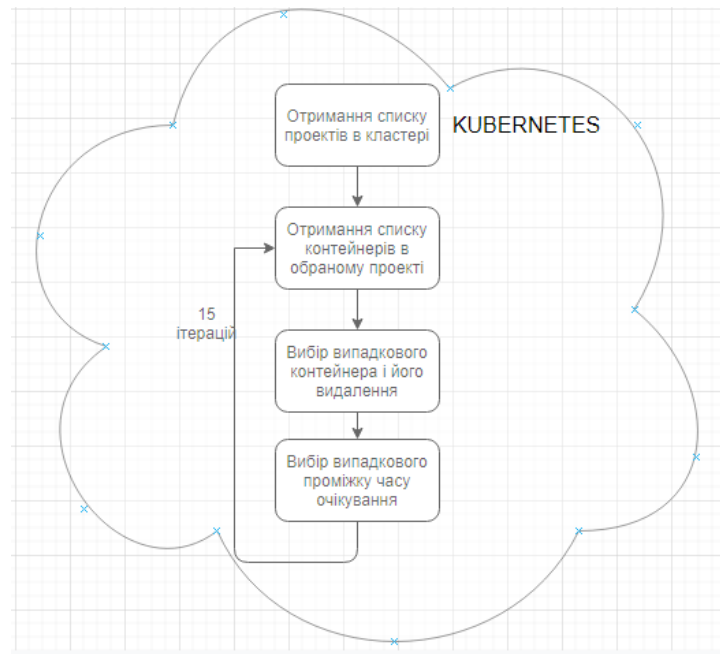 Отримання списку
проектів в кластері
KUBERNETES
Отримання списку
контейнерів в
обраному проекті
15
ітерацій
Вибір випадкового
контейнера і його
видалення
Вибір випадкового
проміжку часу
очікування